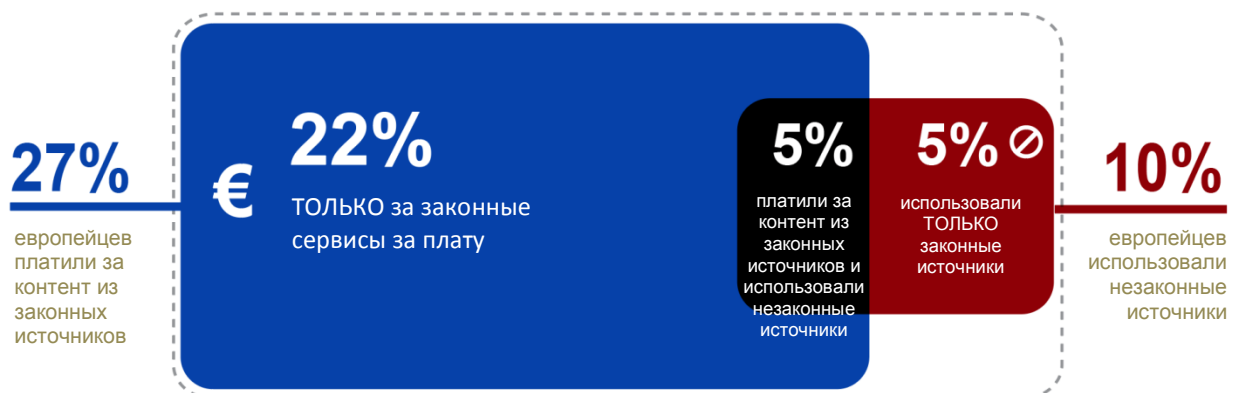 27%
европейцев
платили за
контент из
законных
источников
€
22%
ТОЛЬКО за законные
сервисы за плату
5%
платили за
контент из
законных
источников и
использовали
незаконные
источники
5%
использовали
ТОЛЬКО
законные
источники
10%
европейцев
использовали
незаконные
источники